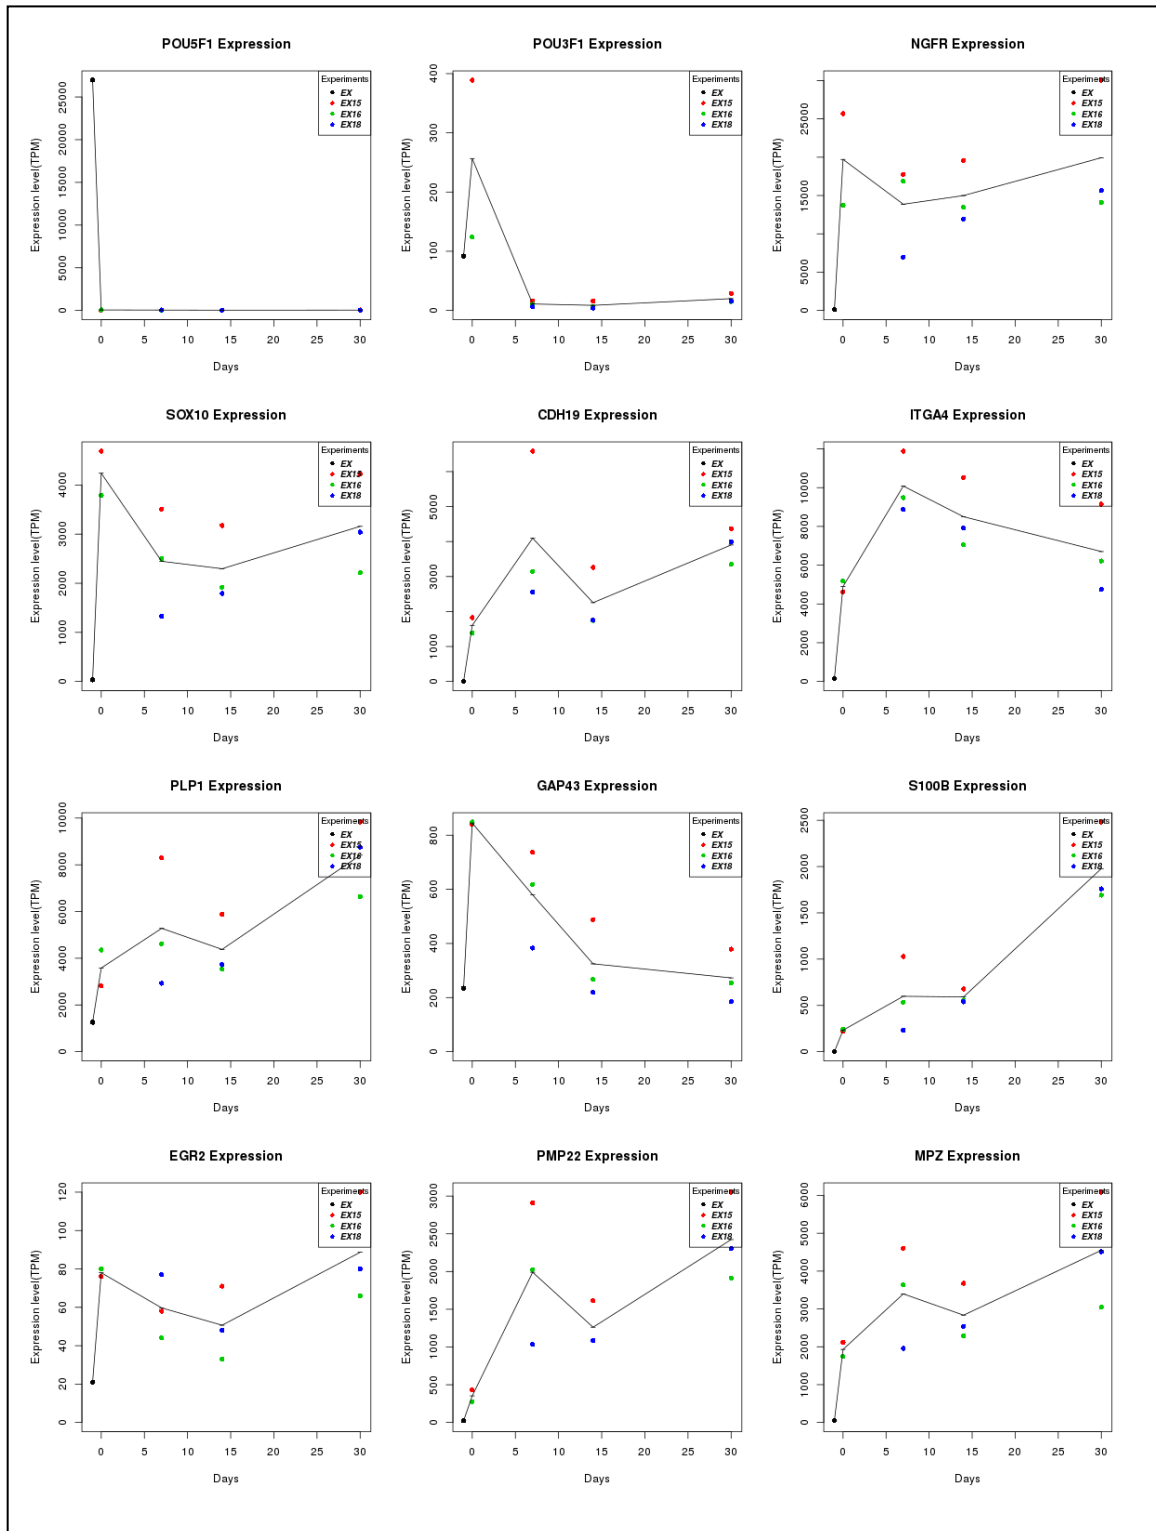 POU5F1 Expression
Expression level(TPM)
0 5000 10000 15000 20000 25000
Experiments
EX
EX15
EX16
EX18
0 5 10 15 20 25 30
Days
POU3F1 Expression
Expression level(TPM)
0 100 200 300 400
Experiments
EX
EX15
EX16
EX18
0 5 10 15 20 25 30
Days
NGFR Expression
Expression level(TPM)
0 5000 15000 25000
Experiments
EX
EX15
EX16
EX18
0 5 10 15 20 25 30
Days
SOX10 Expression
Expression level(TPM)
0 1000 2000 3000 4000
Experiments
EX
EX15
EX16
EX18
0 5 10 15 20 25 30
Days
CDH19 Expression
Expression level(TPM)
0 1000 3000 5000
Experiments
EX
EX15
EX16
EX18
0 5 10 15 20 25 30
Days
ITGA4 Expression
Expression level(TPM)
0 2000 4000 6000 8000 10000
Experiments
EX
EX15
EX16
EX18
0 5 10 15 20 25 30
Days
PLP1 Expression
Expression level(TPM)
0 2000 4000 6000 8000 10000
Experiments
EX
EX15
EX16
EX18
0 5 10 15 20 25 30
Days
GAP43 Expression
Expression level(TPM)
0 200 400 600 800
Experiments
EX
EX15
EX16
EX18
0 5 10 15 20 25 30
Days
S100B Expression
Expression level(TPM)
0 500 1000 1500 2000 2500
Experiments
EX
EX15
EX16
EX18
0 5 10 15 20 25 30
Days
EGR2 Expression
Expression level(TPM)
0 20 40 60 80 100 120
Experiments
EX
EX15
EX16
EX18
0 5 10 15 20 25 30
Days
PMP22 Expression
Expression level(TPM)
0 500 1000 1500 2000 2500 3000
Experiments
EX
EX15
EX16
EX18
0 5 10 15 20 25 30
Days
MPZ Expression
Expression level(TPM)
0 1000 2000 3000 4000 5000 6000
Experiments
EX
EX15
EX16
EX18
0 5 10 15 20 25 30
Days